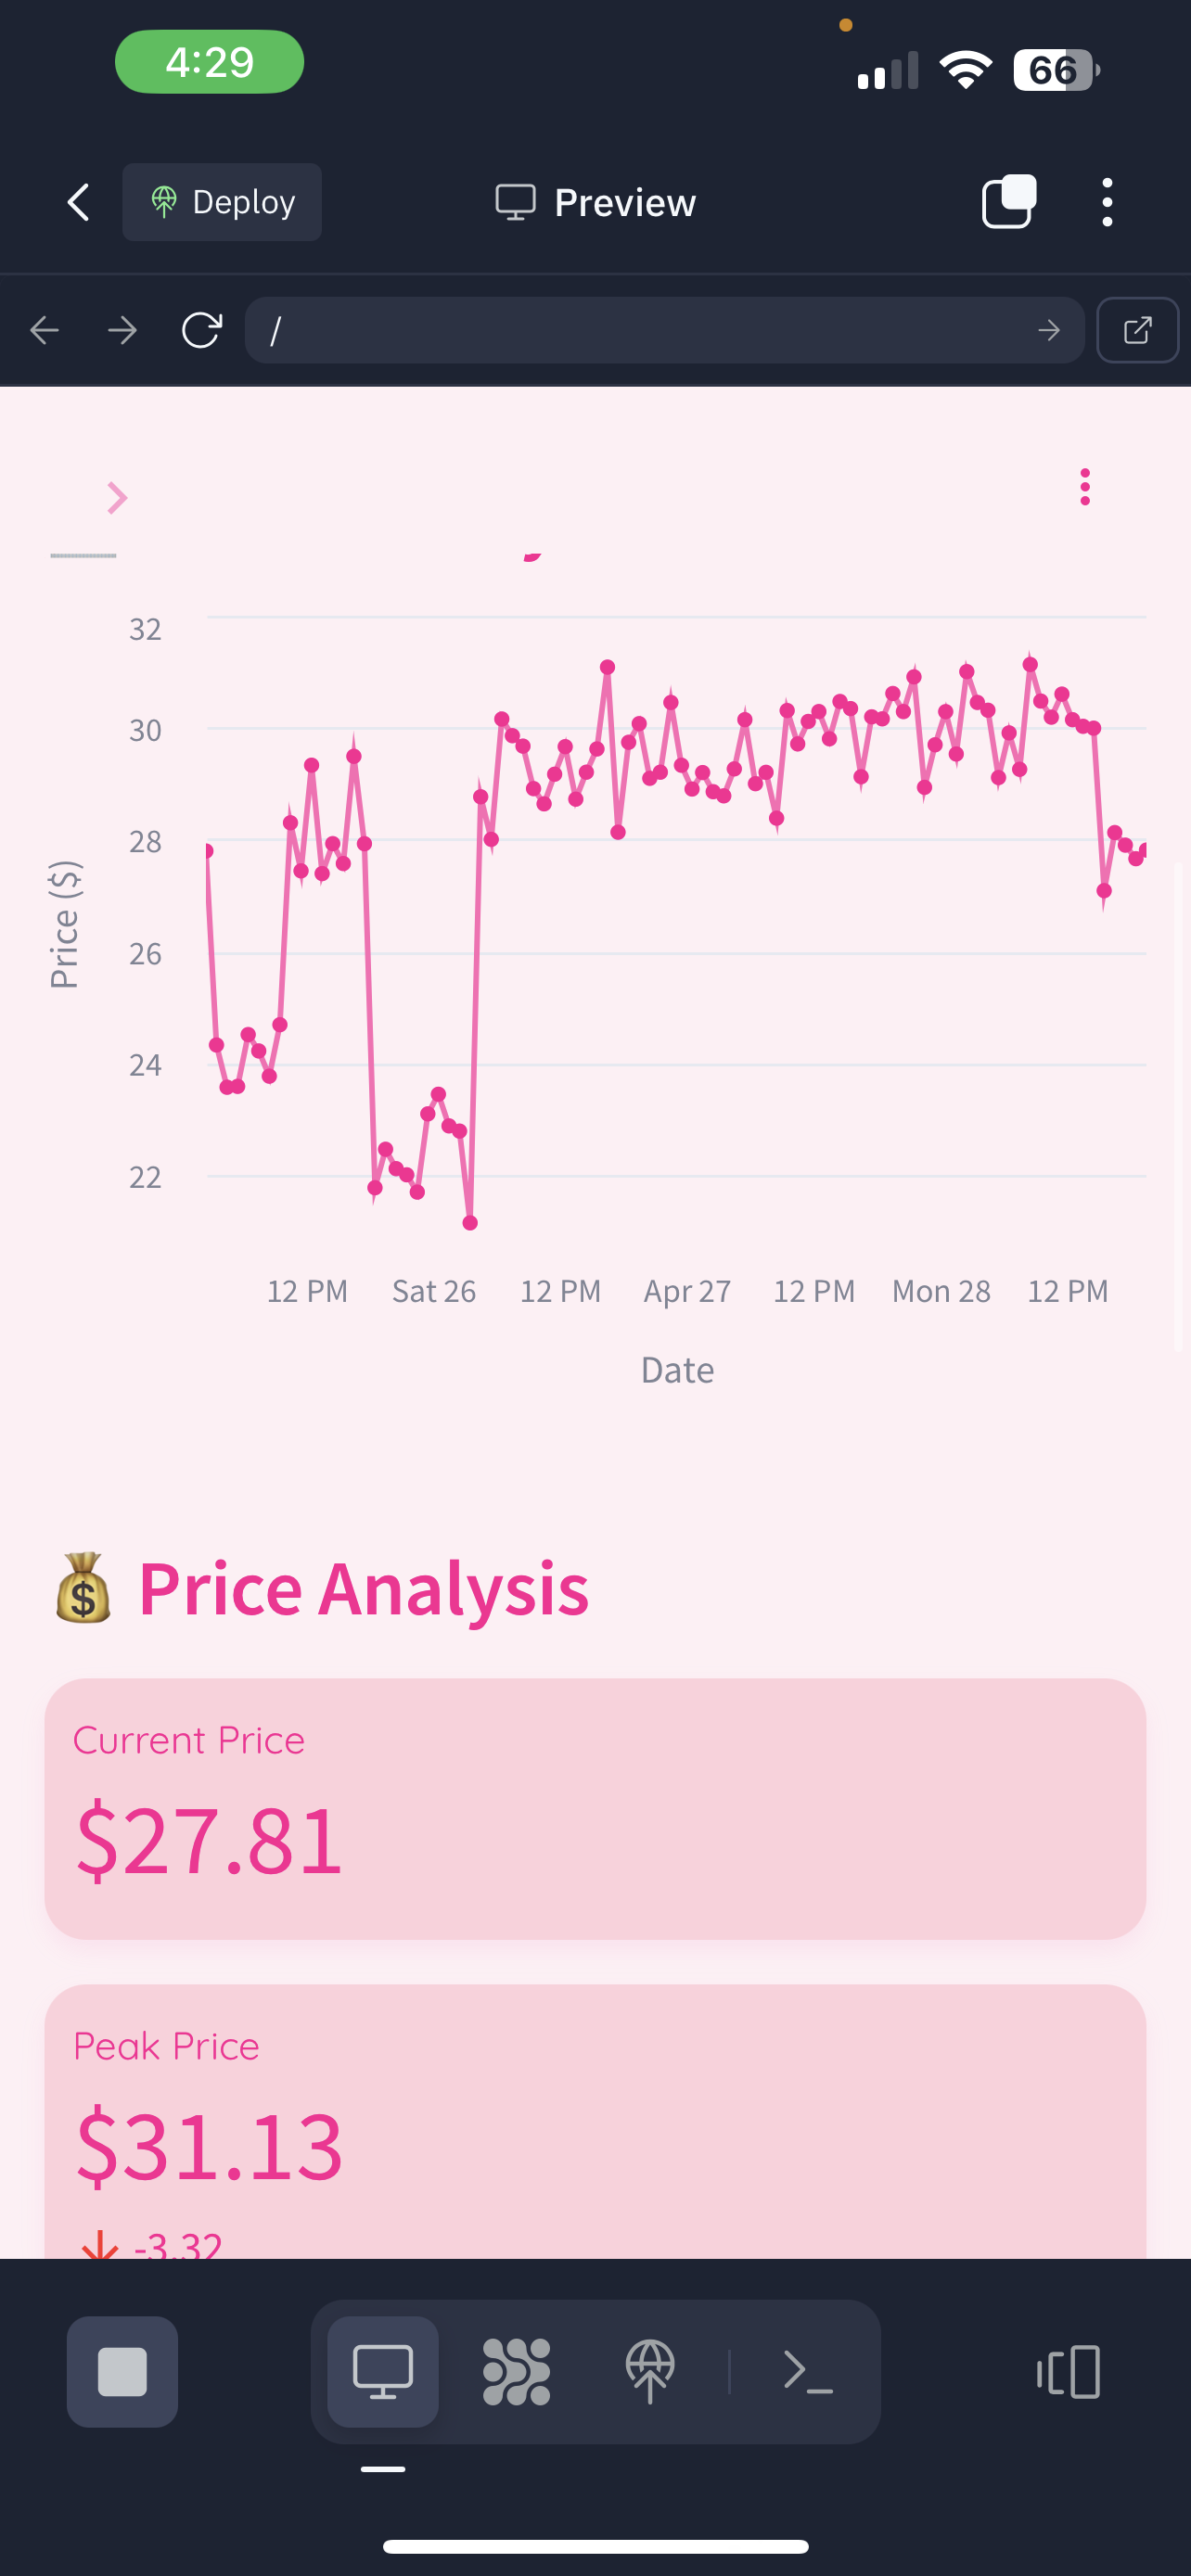 4:29
66
Deploy
Preview
/
32
30
28
26
24
22
Price ($)
12 PM
Sat 26
12 PM
Apr 27
12 PM
Mon 28
12 PM
Date
💰 Price Analysis
Current Price
$27.81
Peak Price
$31.13
-3.32